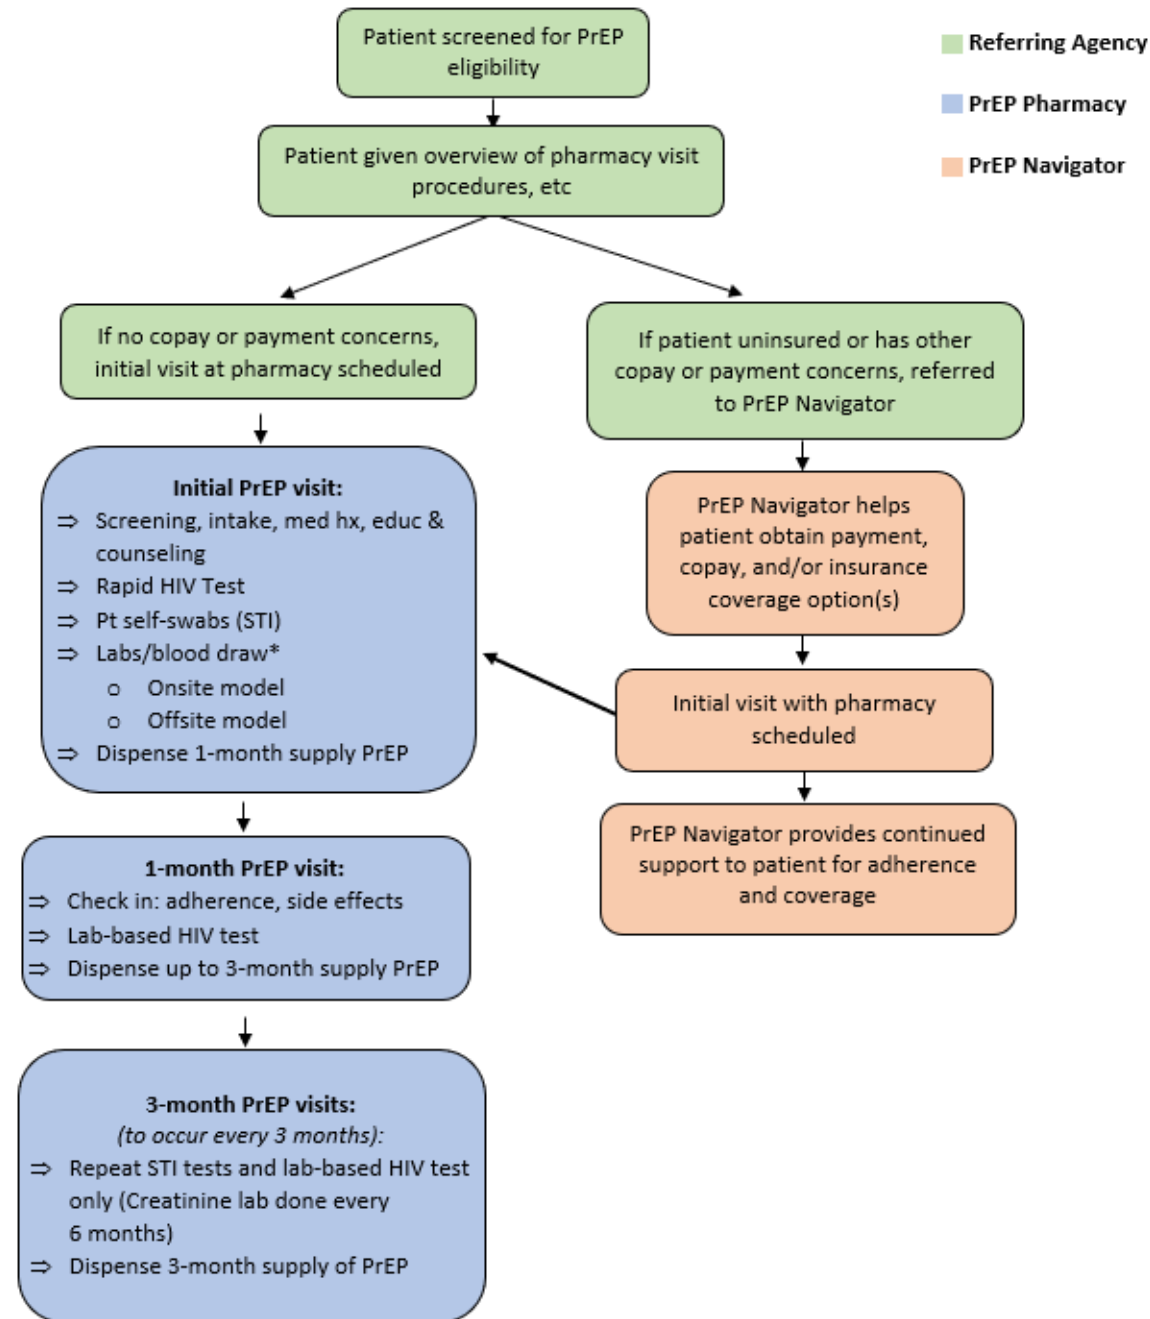 Patient screened for PrEP
eligibility
Referring Agency
PrEP Pharmacy
PrEP Navigator
Patient given overview of pharmacy visit
procedures, etc
If no copay or payment concerns,
initial visit at pharmacy scheduled
If patient uninsured or has other
copay or payment concerns, referred
to PrEP Navigator
Initial PrEP visit:
⇒ Screening, intake, med hx, educ &
counseling
⇒ Rapid HIV Test
⇒ Pt self-swabs (STI)
⇒ Labs/blood draw*
o Onsite model
o Offsite model
⇒ Dispense 1-month supply PrEP
PrEP Navigator helps
patient obtain payment,
copay, and/or insurance
coverage option(s)
Initial visit with pharmacy
scheduled
PrEP Navigator provides continued
support to patient for adherence
and coverage
1-month PrEP visit:
⇒ Check in: adherence, side effects
⇒ Lab-based HIV test
⇒ Dispense up to 3-month supply PrEP
3-month PrEP visits:
(to occur every 3 months):
⇒ Repeat STI tests and lab-based HIV test
only (Creatinine lab done every
6 months)
⇒ Dispense 3-month supply of PrEP